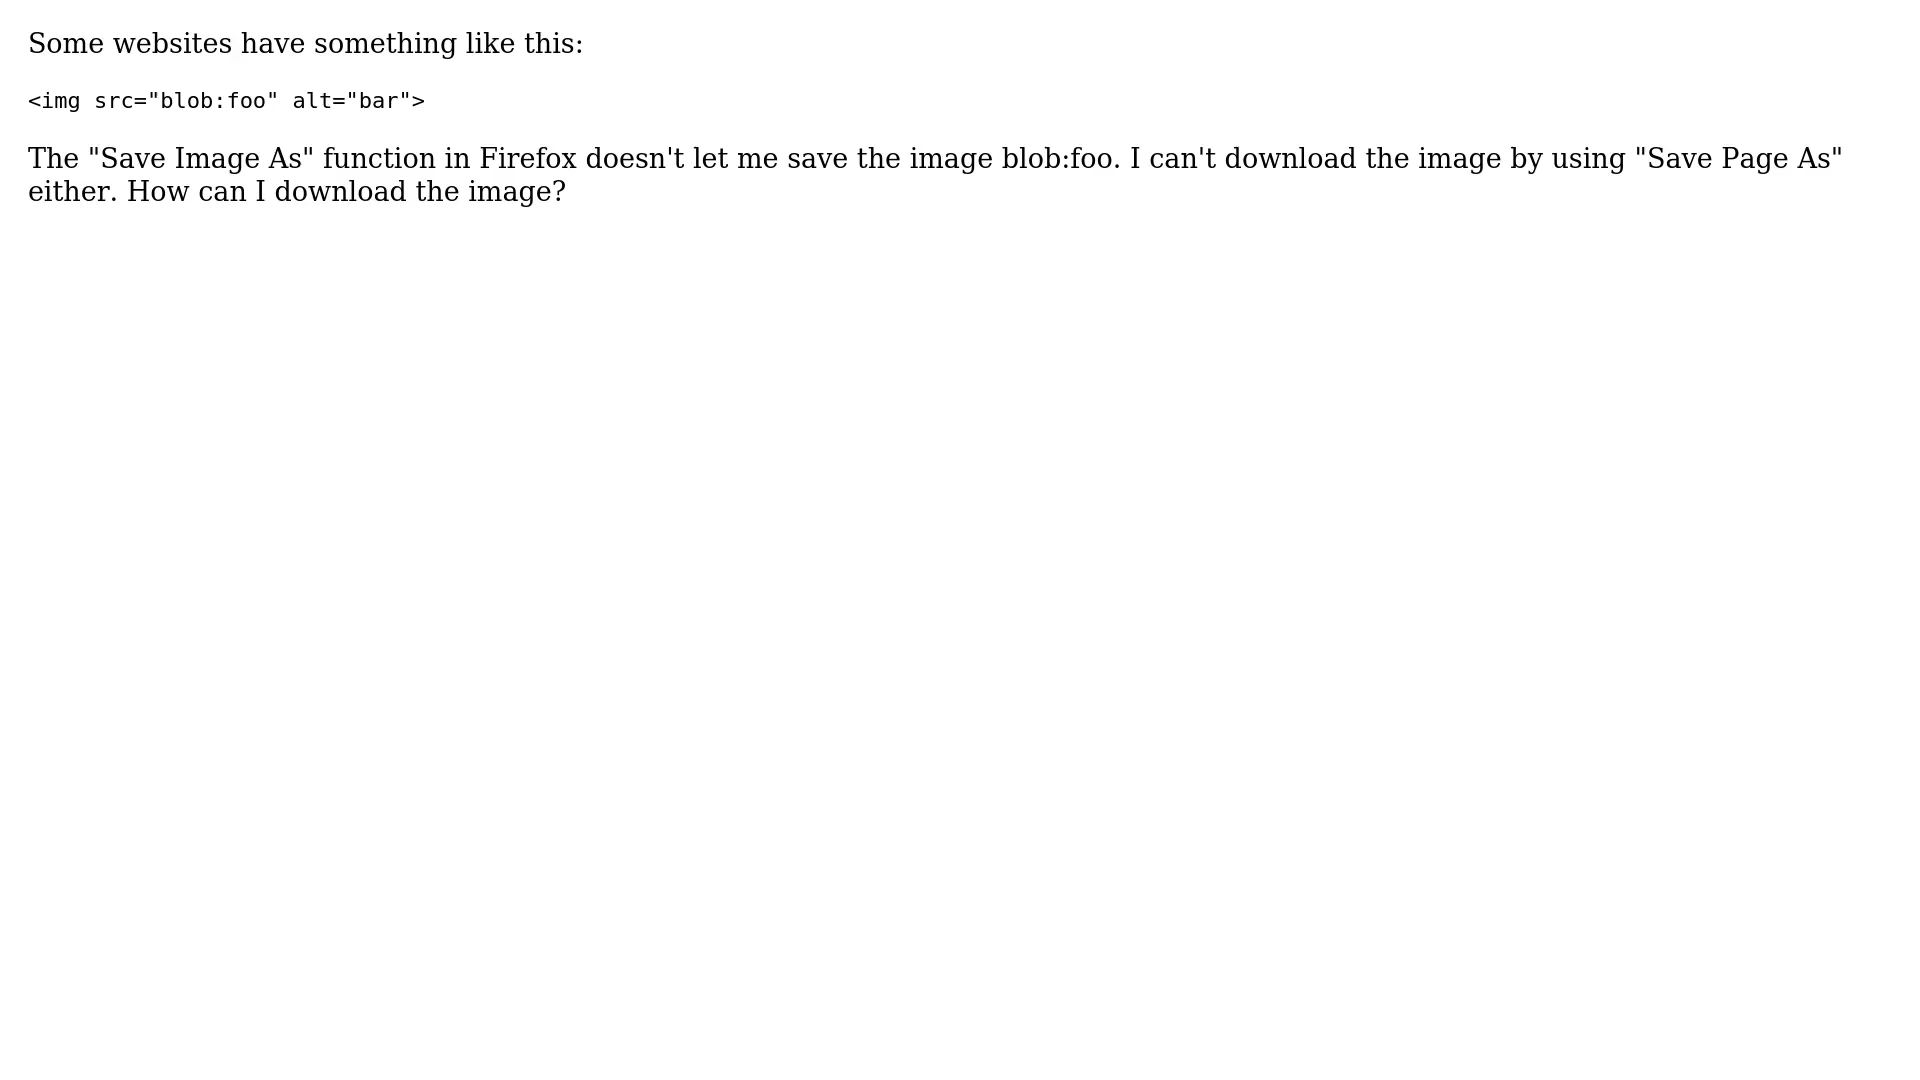 Some websites have something like this:
<img src="blob:foo" alt="bar">
The "Save Image As" function in Firefox doesn't let me save the image blob:foo. I can't download the image by using "Save Page As"
either. How can I download the image?